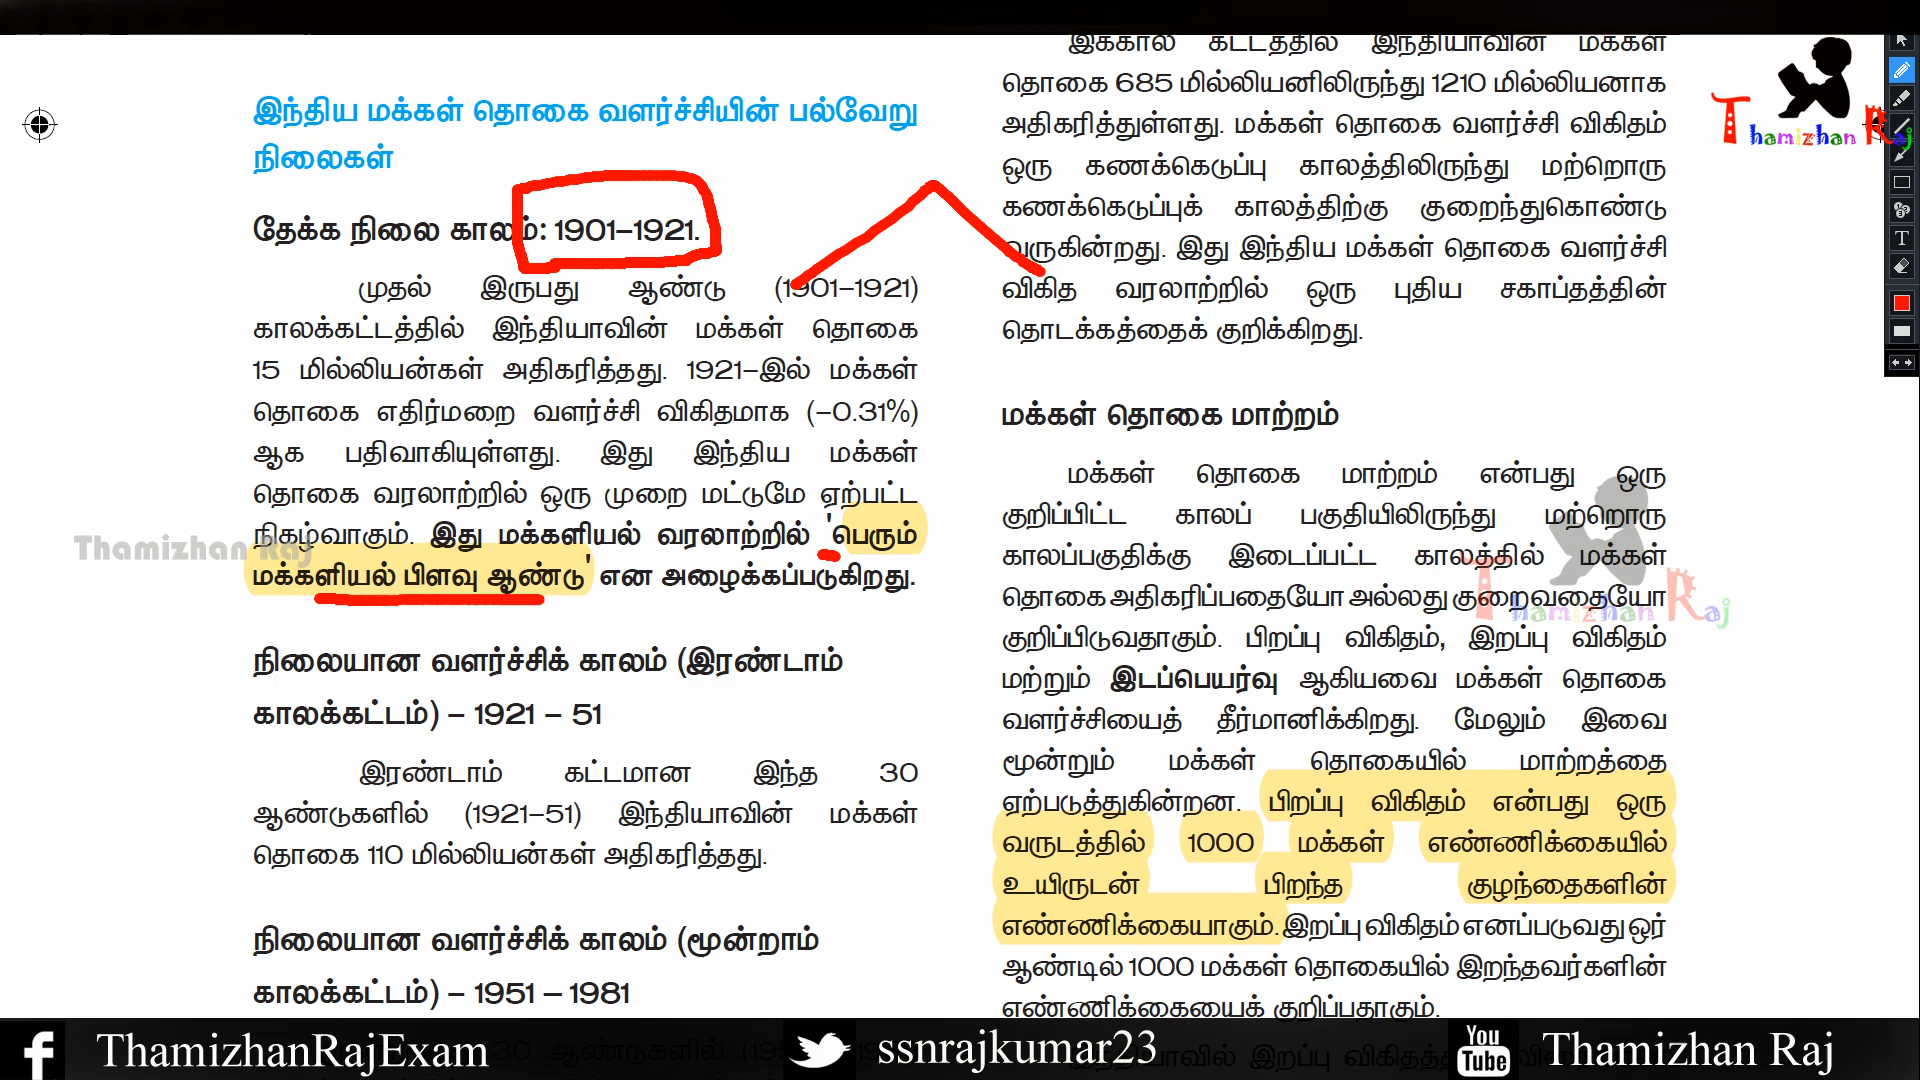 இந்திய மக்கள் தொகை வளர்ச்சியின் பல்வேறு
நிலைகள்
தேக்க நிலை காலம்: 1901–1921.
முதல் இருபது ஆண்டு (1901–1921)
காலக்கட்டத்தில் இந்தியாவின் மக்கள் தொகை
15 மில்லியன்கள் அதிகரித்தது. 1921–இல் மக்கள்
தொகை எதிர்மறை வளர்ச்சி விகிதமாக (–0.31%)
ஆக பதிவாகியுள்ளது. இது இந்திய மக்கள்
தொகை வரலாற்றில் ஒரு முறை மட்டுமே ஏற்பட்ட
நிகழ்வாகும். இது மக்களியல் வரலாற்றில் 'பெரும்
மக்களியல் பிளவு ஆண்டு' என அழைக்கப்படுகிறது.
நிலையான வளர்ச்சிக் காலம் (இரண்டாம்
காலக்கட்டம்) – 1921 – 51
இரண்டாம் கட்டமான இந்த 30
ஆண்டுகளில் (1921–51) இந்தியாவின் மக்கள்
தொகை 110 மில்லியன்கள் அதிகரித்தது.
நிலையான வளர்ச்சிக் காலம் (மூன்றாம்
காலக்கட்டம்) – 1951 – 1981
இக்கால கட்டத்தில் இந்தியாவின் மக்கள்
தொகை 685 மில்லியனிலிருந்து 1210 மில்லியனாக
அதிகரித்துள்ளது. மக்கள் தொகை வளர்ச்சி விகிதம்
ஒரு கணக்கெடுப்பு காலத்திலிருந்து மற்றொரு
கணக்கெடுப்புக் காலத்திற்கு குறைந்துகொண்டு
வருகின்றது. இது இந்திய மக்கள் தொகை வளர்ச்சி
விகித வரலாற்றில் ஒரு புதிய சகாப்தத்தின்
தொடக்கத்தைக் குறிக்கிறது.
மக்கள் தொகை மாற்றம்
மக்கள் தொகை மாற்றம் என்பது ஒரு
குறிப்பிட்ட காலப் பகுதியிலிருந்து மற்றொரு
காலப்பகுதிக்கு இடைப்பட்ட காலத்தில் மக்கள்
தொகை அதிகரிப்பதையோ அல்லது குறைவதையோ
குறிப்பிடுவதாகும். பிறப்பு விகிதம், இறப்பு விகிதம்
மற்றும் இடப்பெயர்வு ஆகியவை மக்கள் தொகை
வளர்ச்சியைத் தீர்மானிக்கிறது. மேலும் இவை
மூன்றும் மக்கள் தொகையில் மாற்றத்தை
ஏற்படுத்துகின்றன. பிறப்பு விகிதம் என்பது ஒரு
வருடத்தில் 1000 மக்கள் எண்ணிக்கையில்
உயிருடன் பிறந்த குழந்தைகளின்
எண்ணிக்கையாகும். இறப்பு விகிதம் எனப்படுவது ஓர்
ஆண்டில் 1000 மக்கள் தொகையில் இறந்தவர்களின்
எண்ணிக்கையைக் குறிப்பதாகும்.
Thamizhan Raj
Thamizhan Raj
Thamizhan Raj
f ThamizhanRajExam
ssnrajkumar23
You Tube Thamizhan Raj